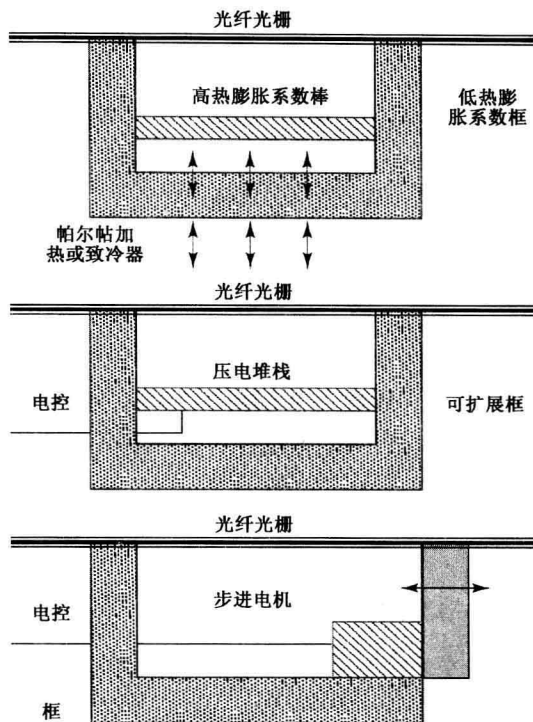 光纤光栅
高热膨胀系数棒
低热膨
胀系数框
帕尔帖加
热或致冷器
光纤光栅
压电堆栈
电控
可扩展框
光纤光栅
步进电机
电控
框